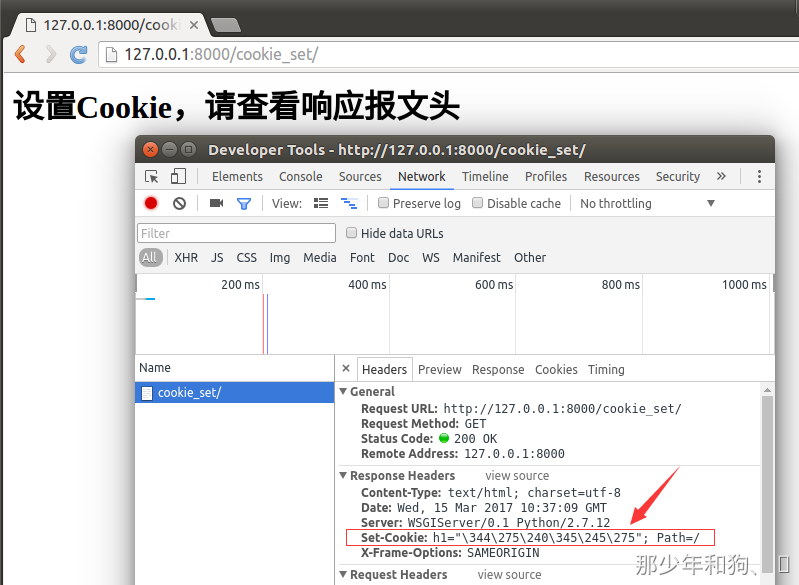 127.0.0.1:8000/cooki
127.0.0.1:8000/cookie_set/
设置Cookie，请查看响应报文头
Developer Tools - http://127.0.0.1:8000/cookie_set/
Elements Console Sources Network Timeline Profiles Resources Security »
View: Preserve log Disable cache No throttling
Filter Hide data URLs
All XHR JS CSS Img Media Font Doc WS Manifest Other
200 ms 400 ms 600 ms 800 ms 1000 ms
Name × Headers Preview Response Cookies Timing
cookie_set/
General
Request URL: http://127.0.0.1:8000/cookie_set/
Request Method: GET
Status Code: 200 OK
Remote Address: 127.0.0.1:8000
Response Headers view source
Content-Type: text/html; charset=utf-8
Date: Wed, 15 Mar 2017 10:37:09 GMT
Server: WSGIServer/0.1 Python/2.7.12
Set-Cookie: h1="\344\275\240\345\245\275"; Path=/
X-Frame-Options: SAMEORIGIN
Request Headers view source
那少年和狗、